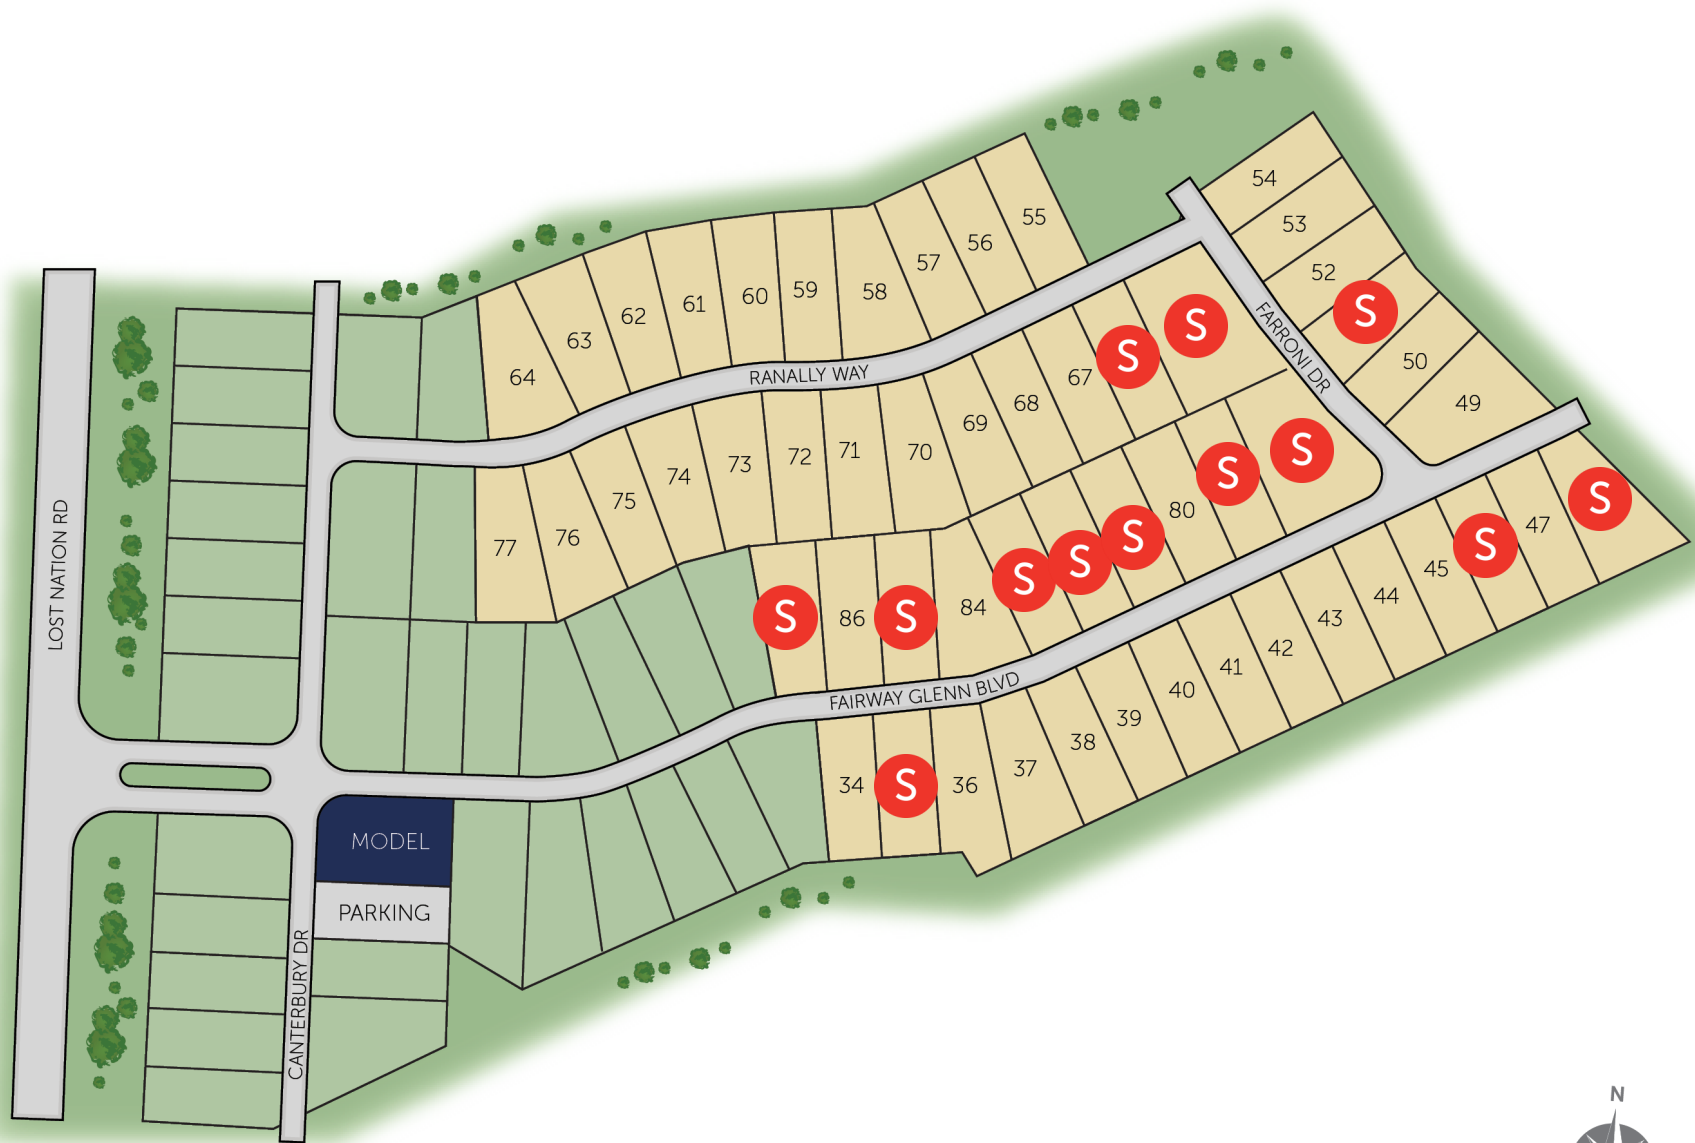 54
53
52
S
50
49
55
56
57
58
59
60
61
62
63
64
RANALLY WAY
FARRONI DR
S
S
67
68
69
70
71
72
73
74
75
76
77
S
S
80
S
S
S
84
S
86
S
FAIRWAY GLENN BLVD
S
47
S
45
44
43
42
41
40
39
38
37
36
S
34
LOST NATION RD
MODEL
PARKING
CANTERBURY DR
N